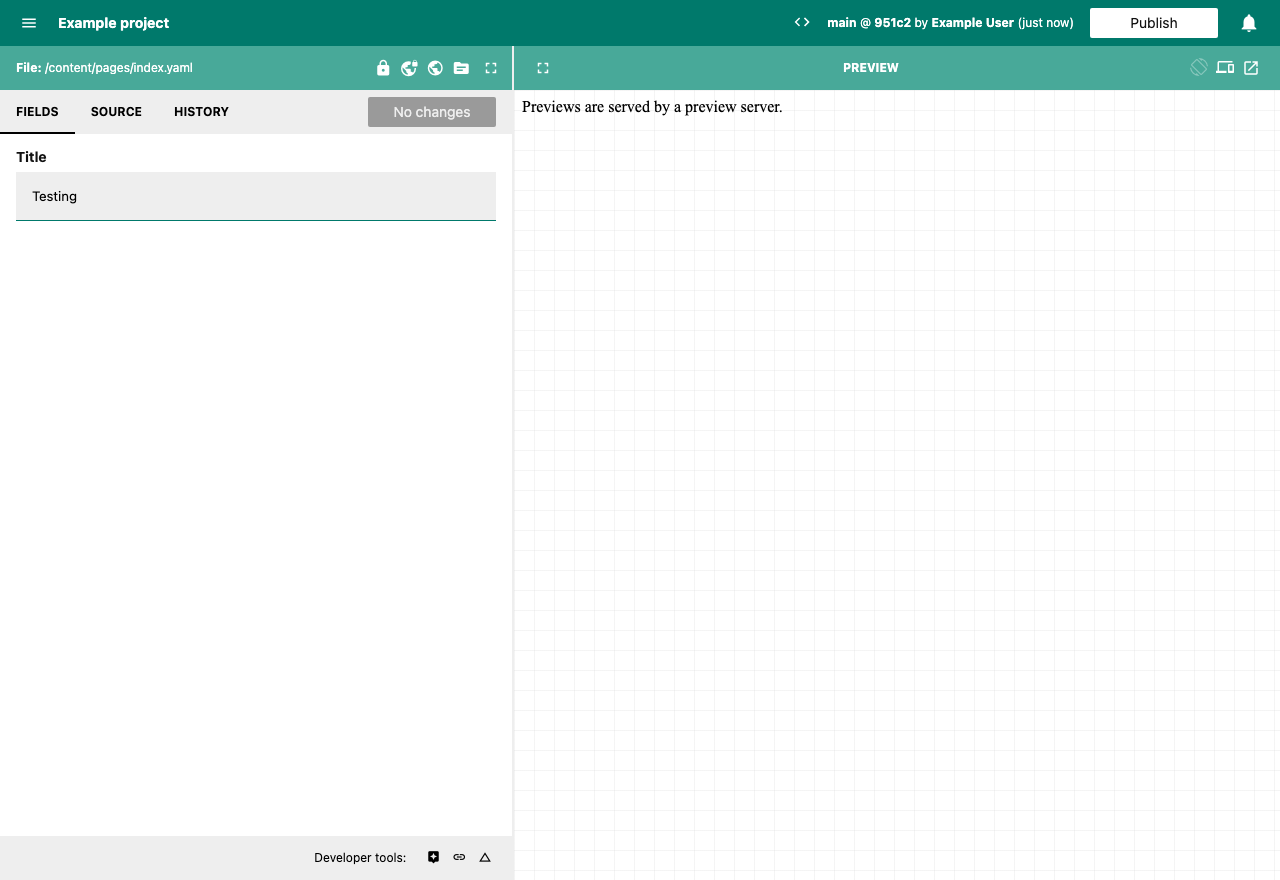 Example project
main @ 951c2 by Example User (just now)
Publish
File: /content/pages/index.yaml
PREVIEW
FIELDS
SOURCE
HISTORY
No changes
Previews are served by a preview server.
Title
Testing
Developer tools: